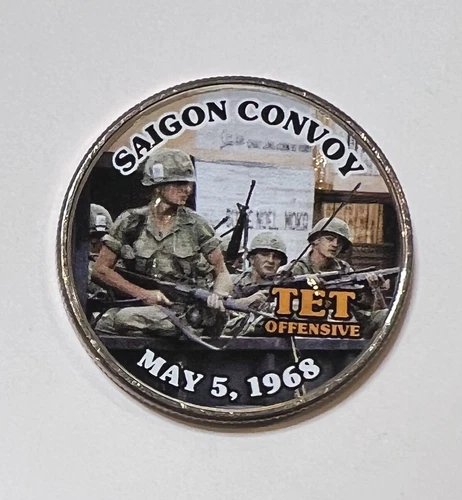 SAIGON CONVOY
TET
OFFENSIVE
MAY 5, 1968